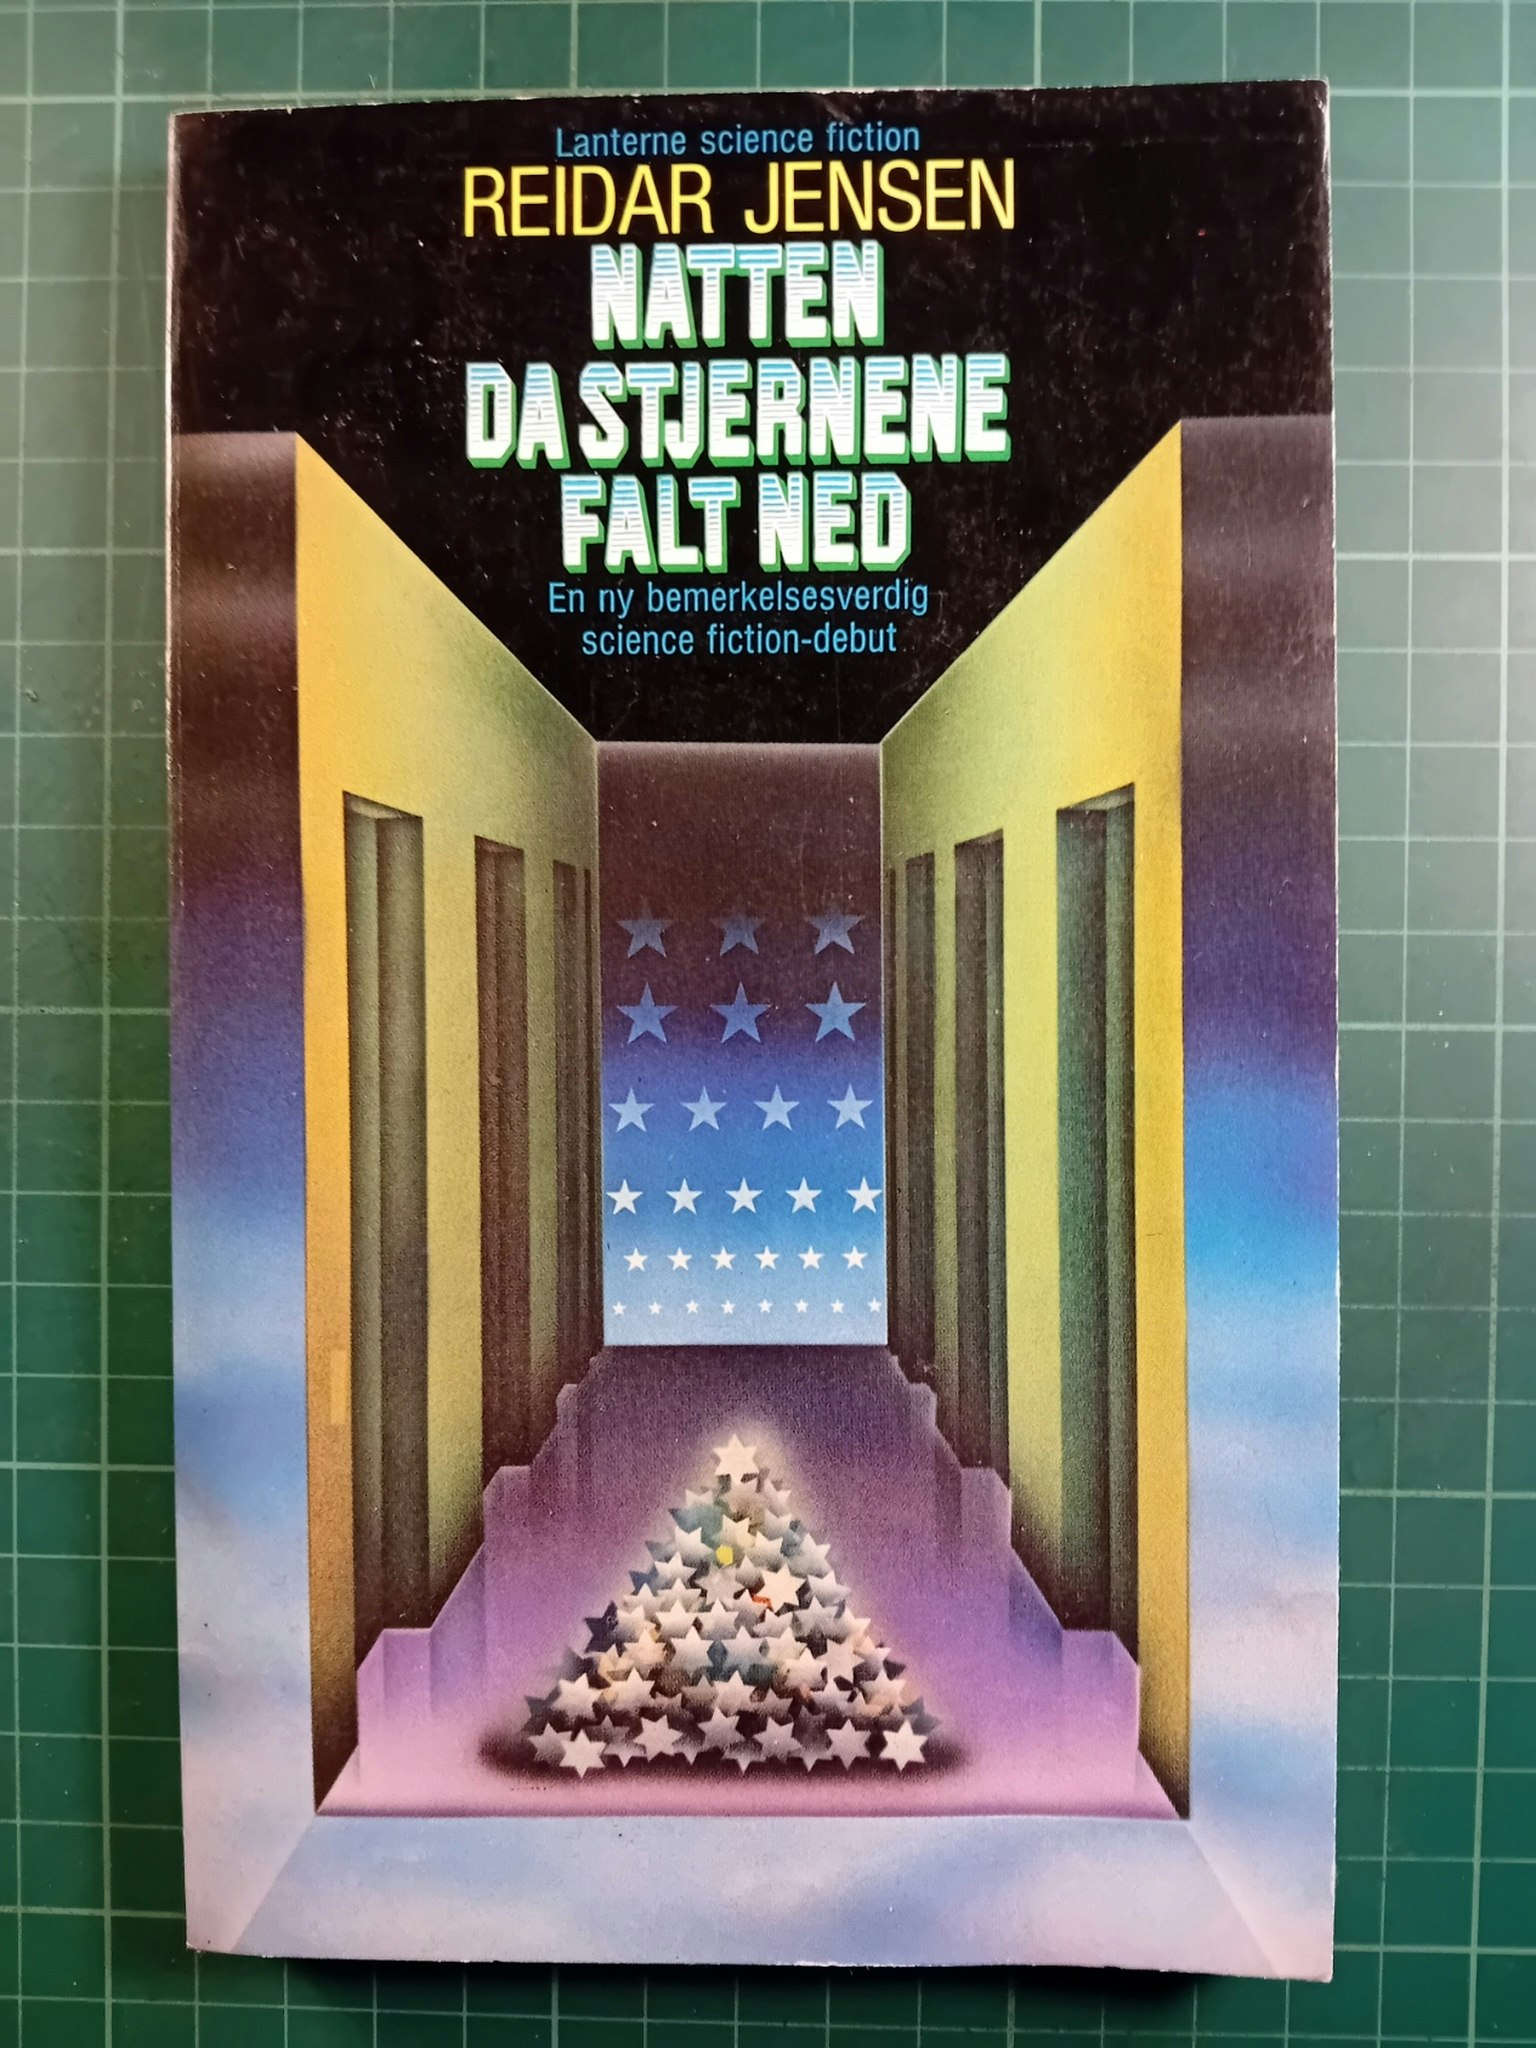 Lanterne science fiction
REIDAR JENSEN
NATTEN
DA STJERNENE
FALT NED
En ny bemerkelsesverdig
science fiction-debut